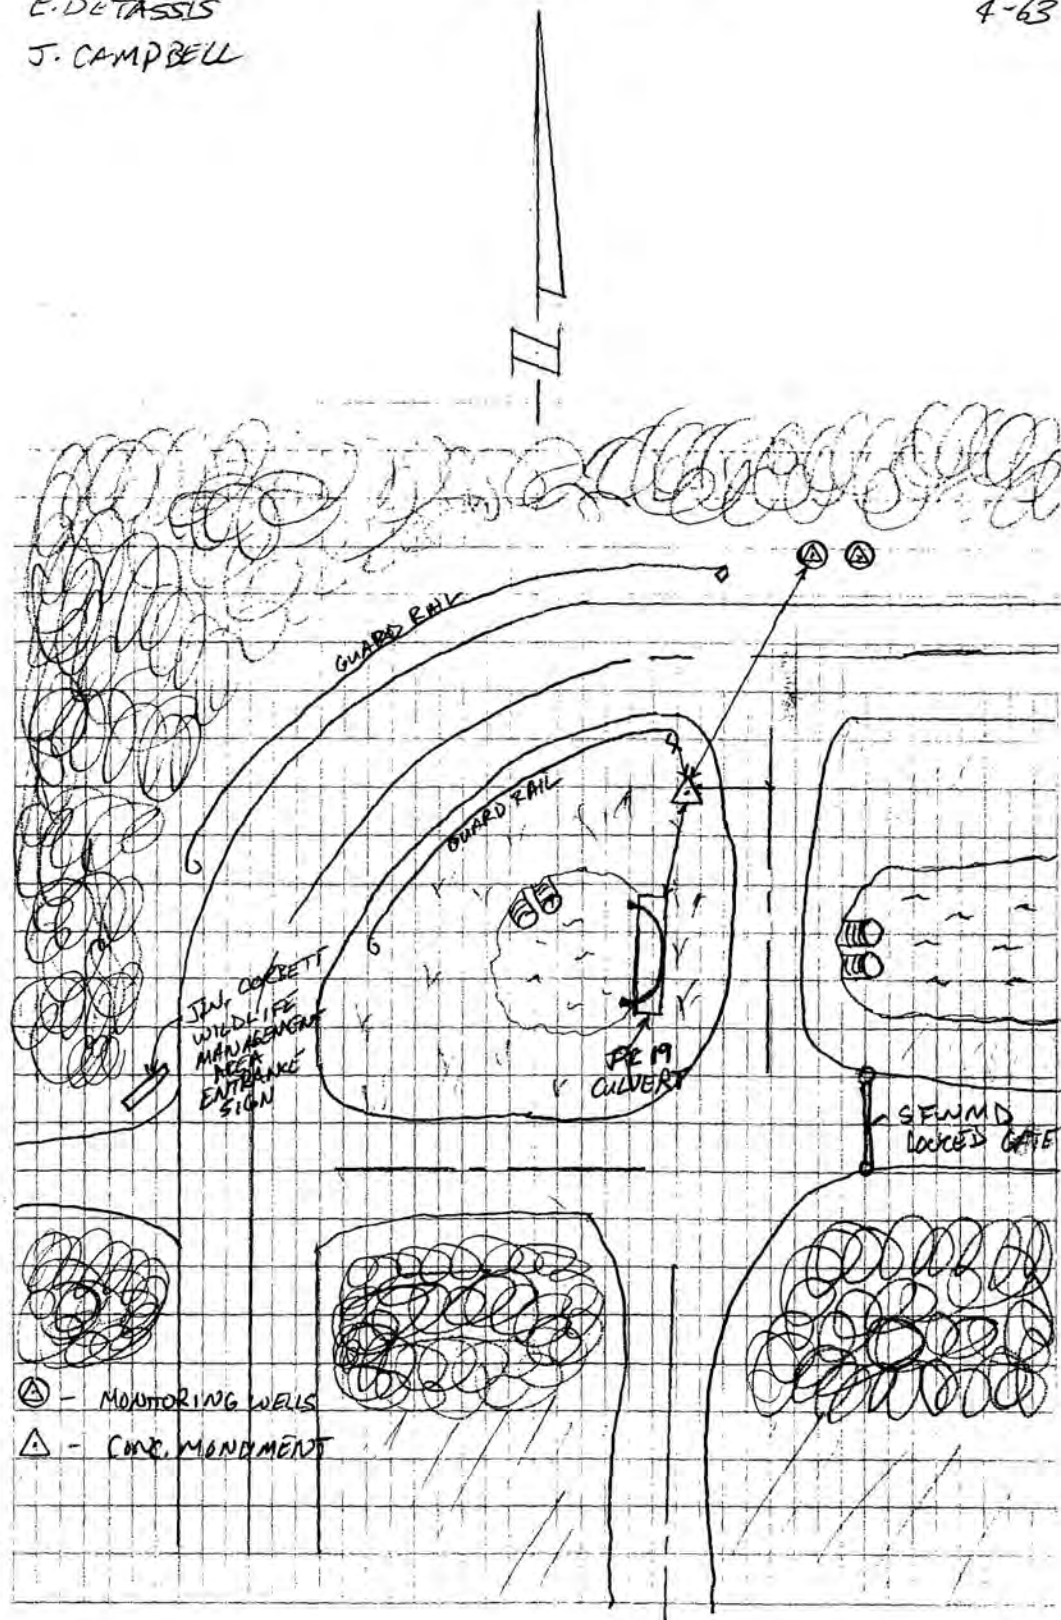 E. DETASSIS
4-63
J. CAMPBELL
GUARD RAIL
GUARD RAIL
J.W. CORBETT
WILDLIFE
MANAGEMENT
AREA
ENTRANCE
SIGN
19
CULVERT
SFWMD
LOCKED GATE
- MONITORING WELLS
- CONC. MONUMENT